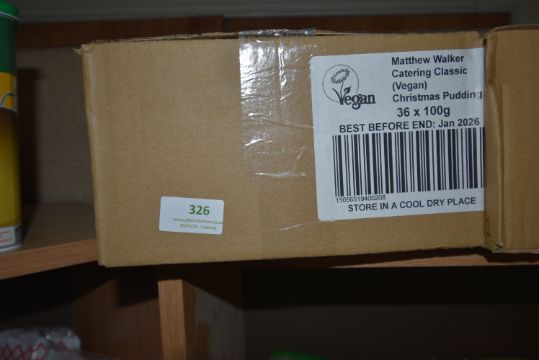 Matthew Walker
Catering Classic
(Vegan)
Christmas Pudding
Vegan
36 x 100g
BEST BEFORE END: Jan 2026
15056519400208
STORE IN A COOL DRY PLACE
326